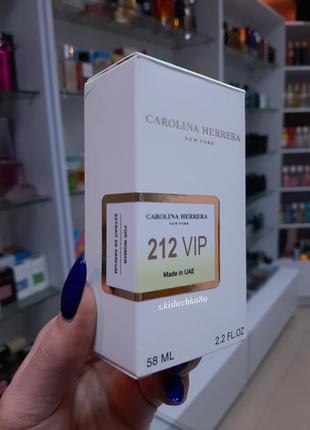 CAROLINA HERRERA
NEW YORK
CAROLINA HERRERA
NEW YORK
212 VIP
Made in UAE
FOR WOMAN
EXTRAIT DE PARFUM
s.kishechka89
58 ML
2.2 FL.OZ